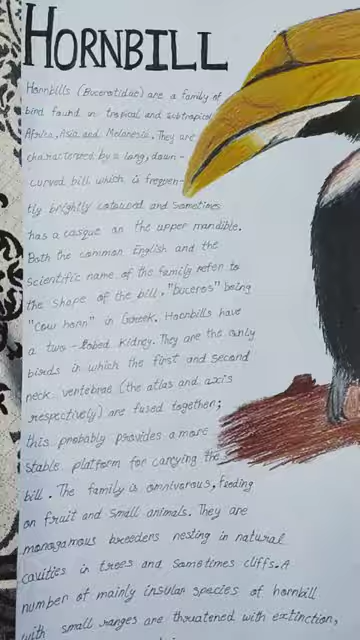 HORNBILL
Hornbills (Bucerotidae) are a family of
bird found in tropical and subtropical
Africa, Asia and Melanesia. They are
characterized by a long, down-
curved bill which is frequen-
tly brightly coloured and sometimes
has a casque on the upper mandible.
Both the common English and the
scientific name of the family refer to
the shape of the bill, "buceros" being
"cow horn" in Greek. Hornbills have
a two-lobed kidney. They are the only
birds in which the first and second
neck vertebrae (the atlas and axis
respectively) are fused together;
this probably provides a more
stable platform for carrying the
bill. The family is omnivorous, feeding
on fruit and small animals. They are
monogamous breeders nesting in natural
cavities in trees and sometimes cliffs. A
number of mainly insular species of hornbill
with small ranges are threatened with extinction,